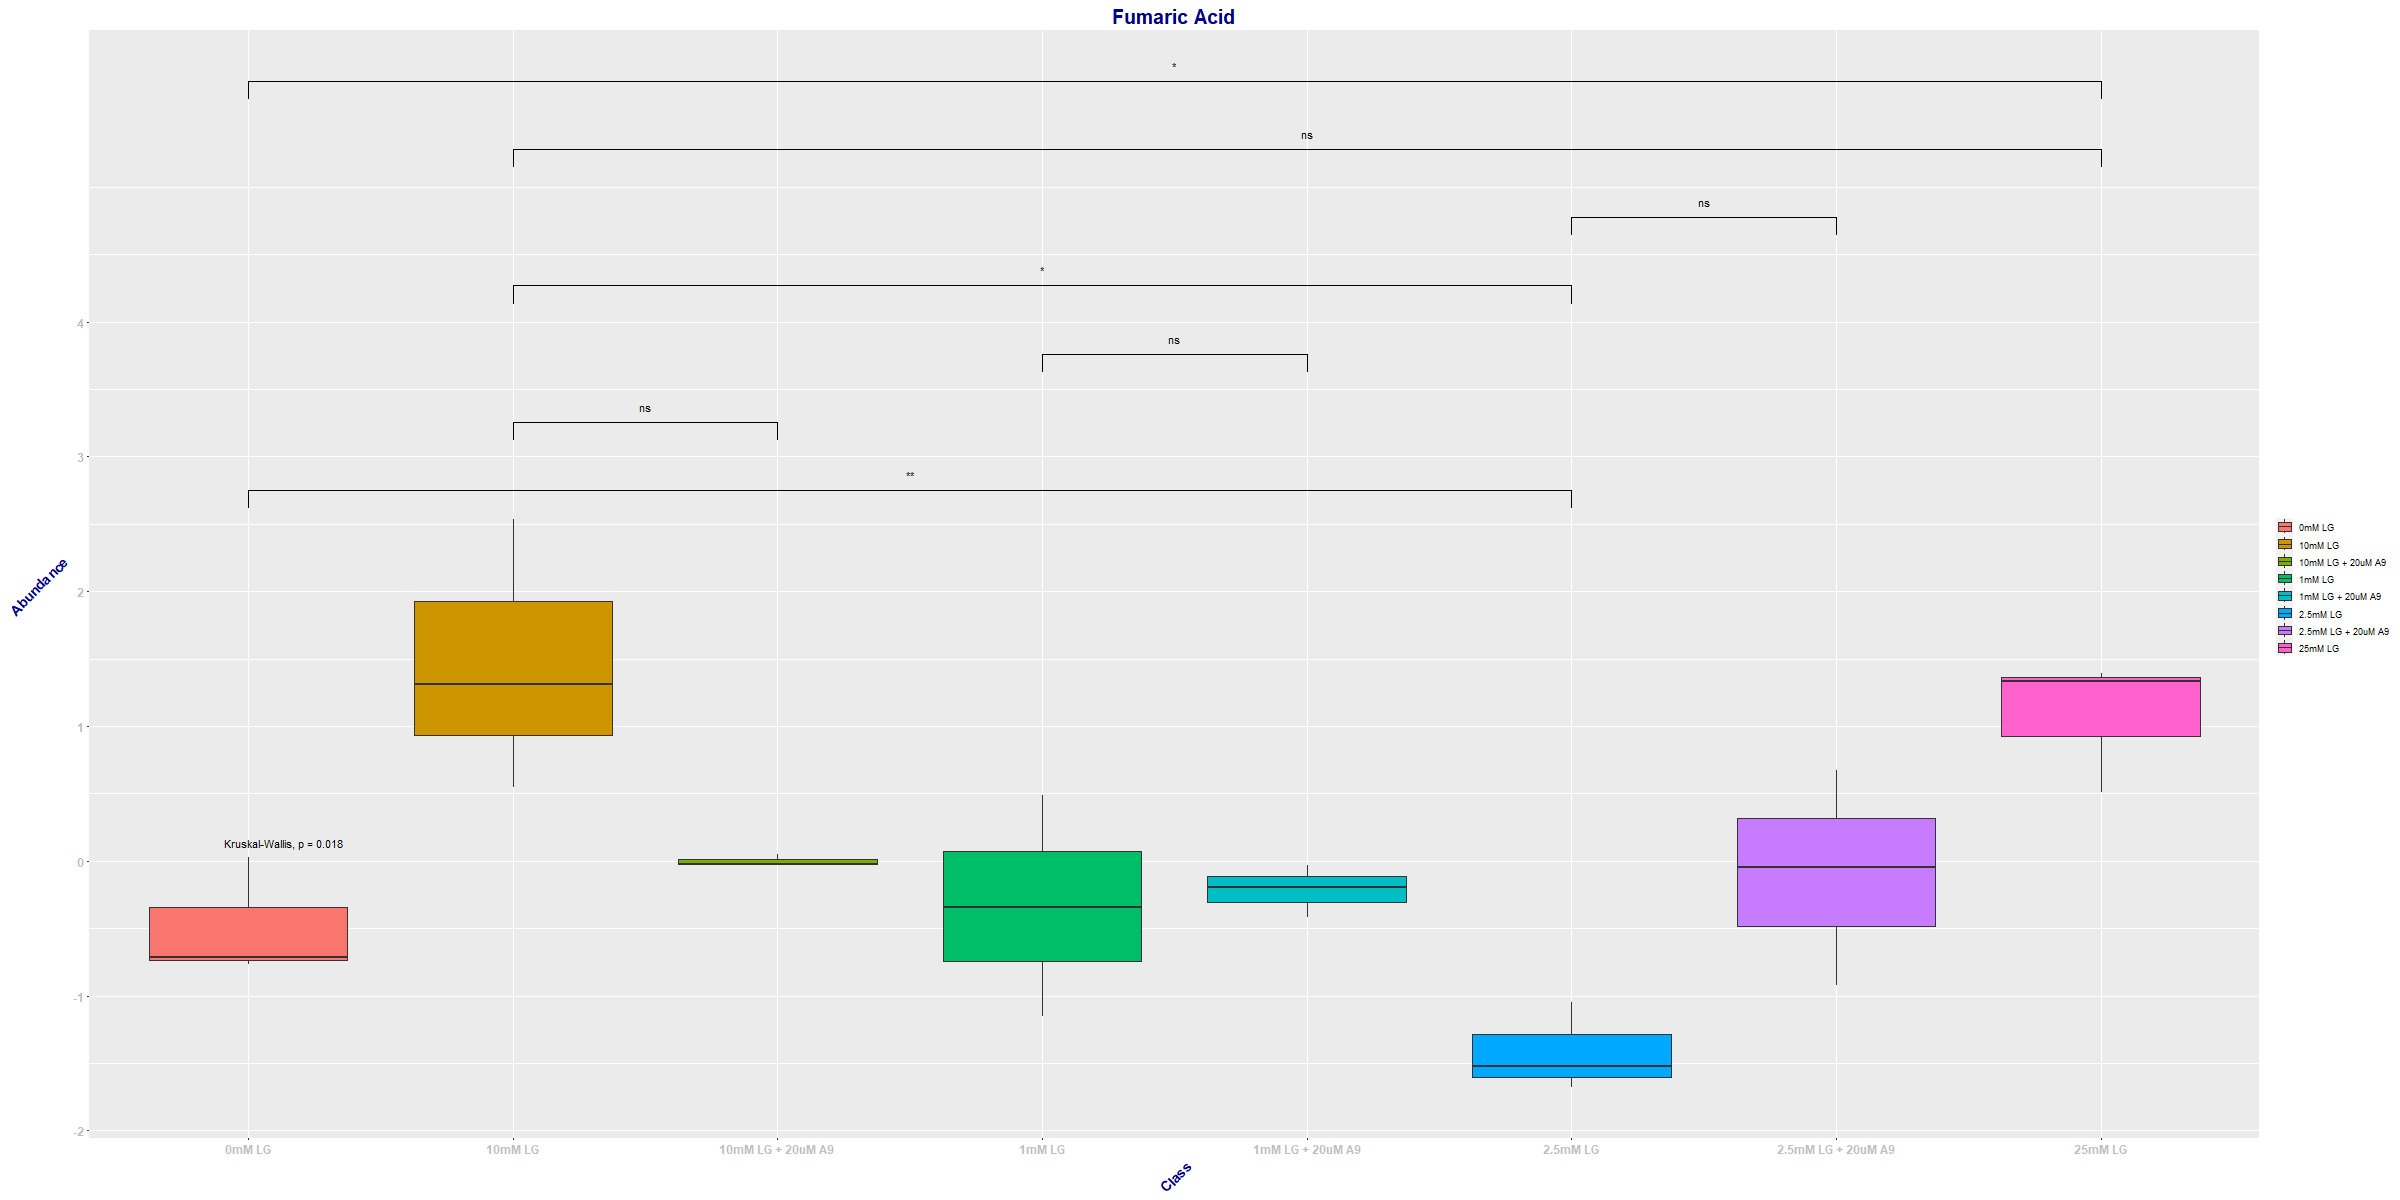 Fumaric Acid
*
ns
ns
*
ns
ns
**
Kruskal-Wallis, p = 0.018
Abundance
4
3
2
1
0
-1
-2
0mM LG
10mM LG
10mM LG + 20uM A9
1mM LG
1mM LG + 20uM A9
2.5mM LG
2.5mM LG + 20uM A9
25mM LG
Class
0mM LG
10mM LG
10mM LG + 20uM A9
1mM LG
1mM LG + 20uM A9
2.5mM LG
2.5mM LG + 20uM A9
25mM LG